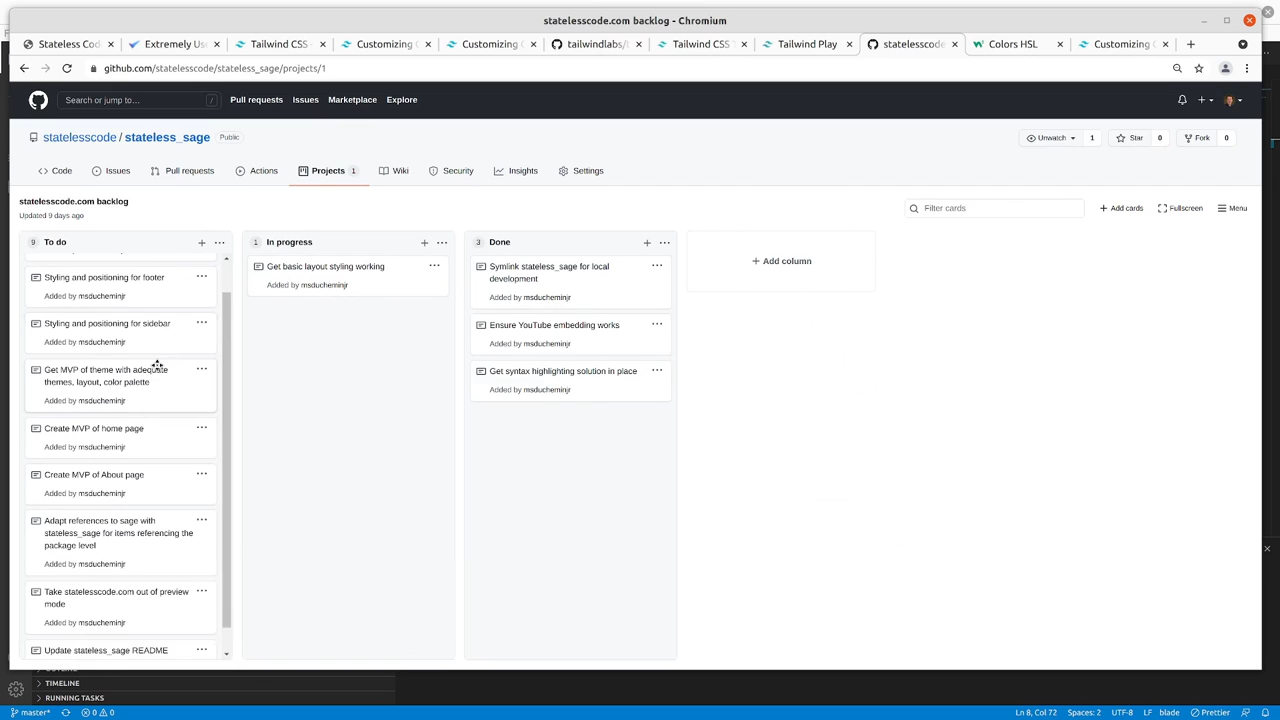 statelesscode.com backlog - Chromium
Stateless Cod
Extremely Us
Tailwind CSS
Customizing C
Customizing C
tailwindlabs/l
Tailwind CSS
Tailwind Play
statelesscode
Colors HSL
Customizing C
github.com/statelesscode/stateless_sage/projects/1
Search or jump to… /
Pull requests
Issues
Marketplace
Explore
statelesscode / stateless_sage
Public
Unwatch
1
Star
0
Fork
0
Code
Issues
Pull requests
Actions
Projects 1
Wiki
Security
Insights
Settings
statelesscode.com backlog
Updated 9 days ago
Filter cards
Add cards
Fullscreen
Menu
9 To do
Styling and positioning for footer
Added by msducheminjr
Styling and positioning for sidebar
Added by msducheminjr
Get MVP of theme with adequate
themes, layout, color palette
Added by msducheminjr
Create MVP of home page
Added by msducheminjr
Create MVP of About page
Added by msducheminjr
Adapt references to sage with
stateless_sage for items referencing the
package level
Added by msducheminjr
Take statelesscode.com out of preview
mode
Added by msducheminjr
Update stateless_sage README
1 In progress
Get basic layout styling working
Added by msducheminjr
3 Done
Symlink stateless_sage for local
development
Added by msducheminjr
Ensure YouTube embedding works
Added by msducheminjr
Get syntax highlighting solution in place
Added by msducheminjr
+ Add column
TIMELINE
RUNNING TASKS
master*
0
0
Ln 8, Col 72
Spaces: 2
UTF-8
LF
blade
Prettier